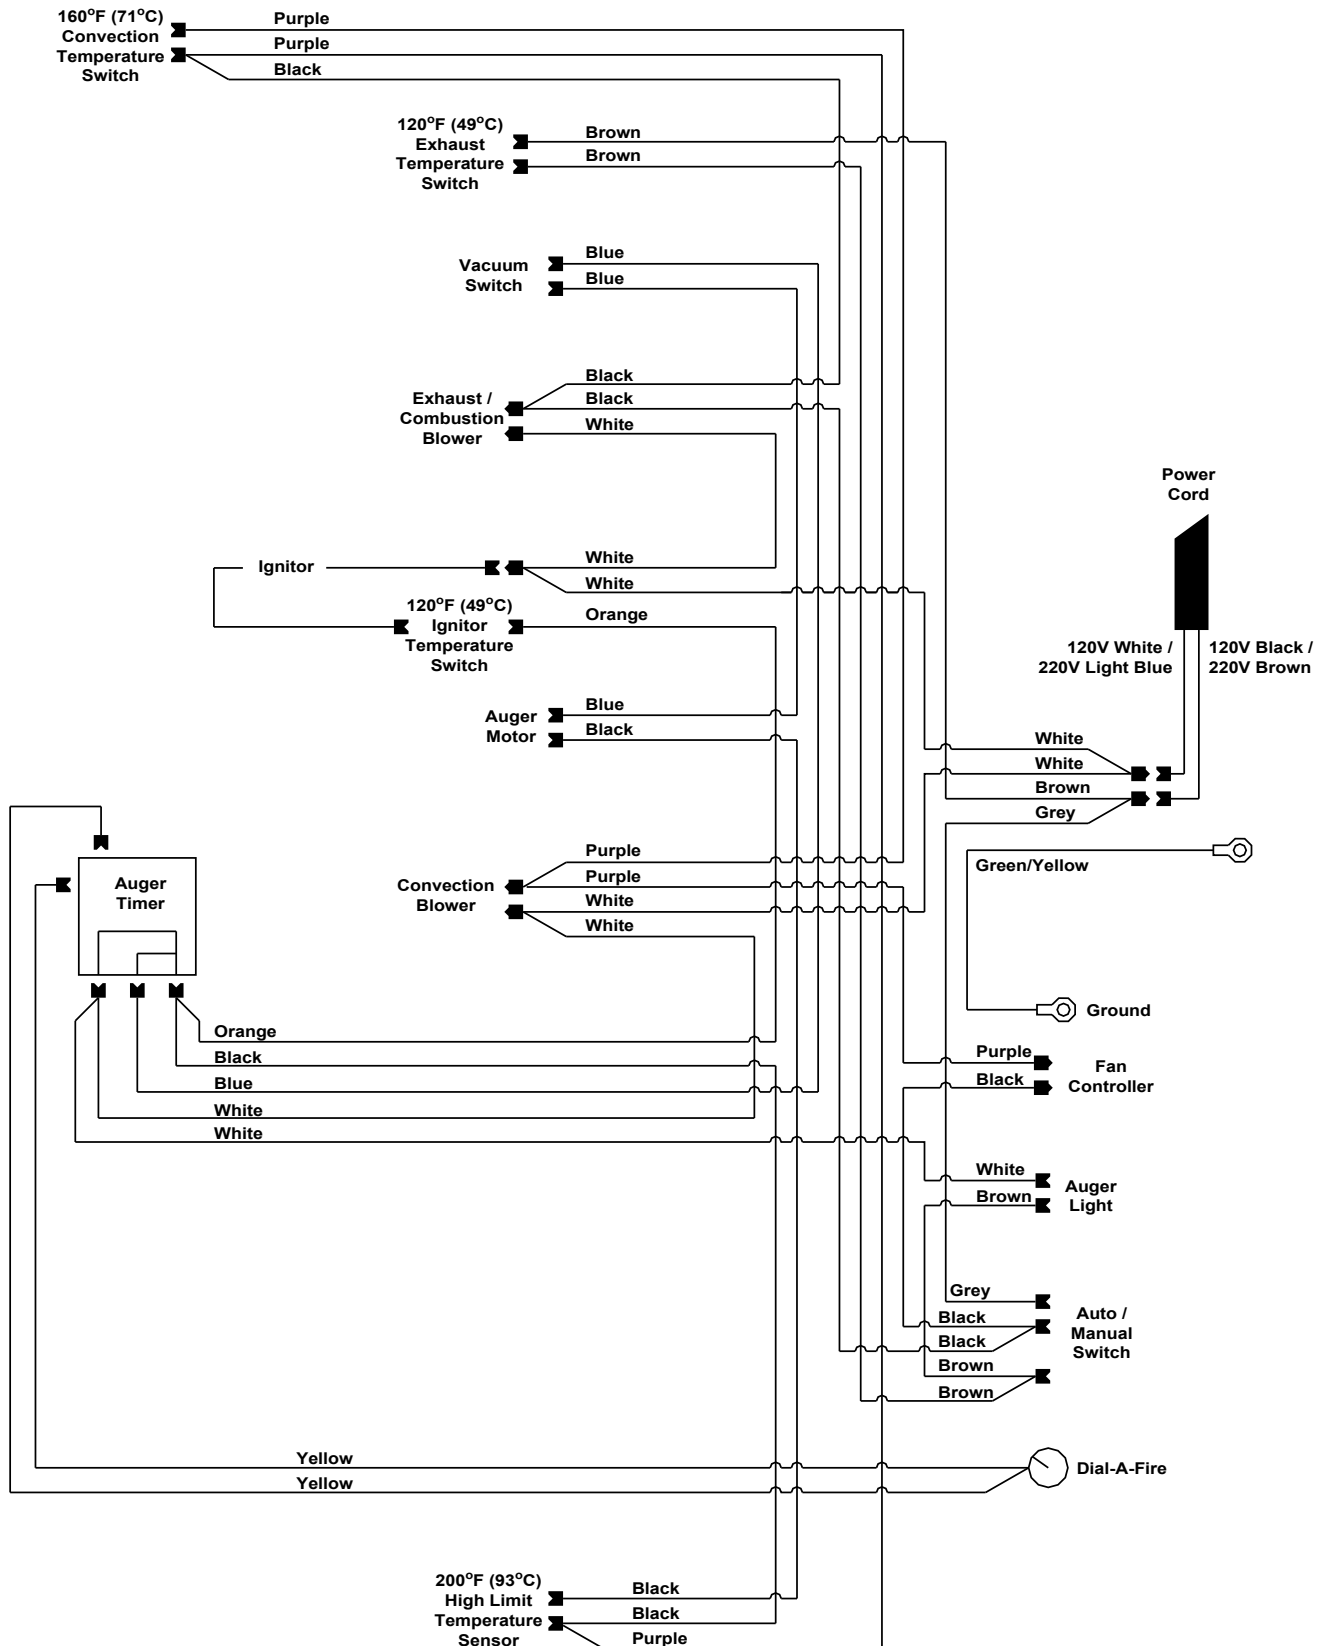 160°F (71°C)
Convection
Temperature
Switch
Purple
Purple
Black
120°F (49°C)
Exhaust
Temperature
Switch
Brown
Brown
Vacuum
Switch
Blue
Blue
Exhaust /
Combustion
Blower
Black
Black
White
Power
Cord
Ignitor
White
White
120°F (49°C)
Ignitor
Temperature
Switch
Orange
120V White /
220V Light Blue
120V Black /
220V Brown
Auger
Motor
Blue
Black
White
White
Brown
Grey
Auger
Timer
Convection
Blower
Purple
Purple
White
White
Green/Yellow
Ground
Orange
Black
Blue
White
White
Purple
Black
Fan
Controller
White
Brown
Auger
Light
Grey
Black
Black
Brown
Brown
Auto /
Manual
Switch
Yellow
Yellow
Dial-A-Fire
200°F (93°C)
High Limit
Temperature
Sensor
Black
Black
Purple